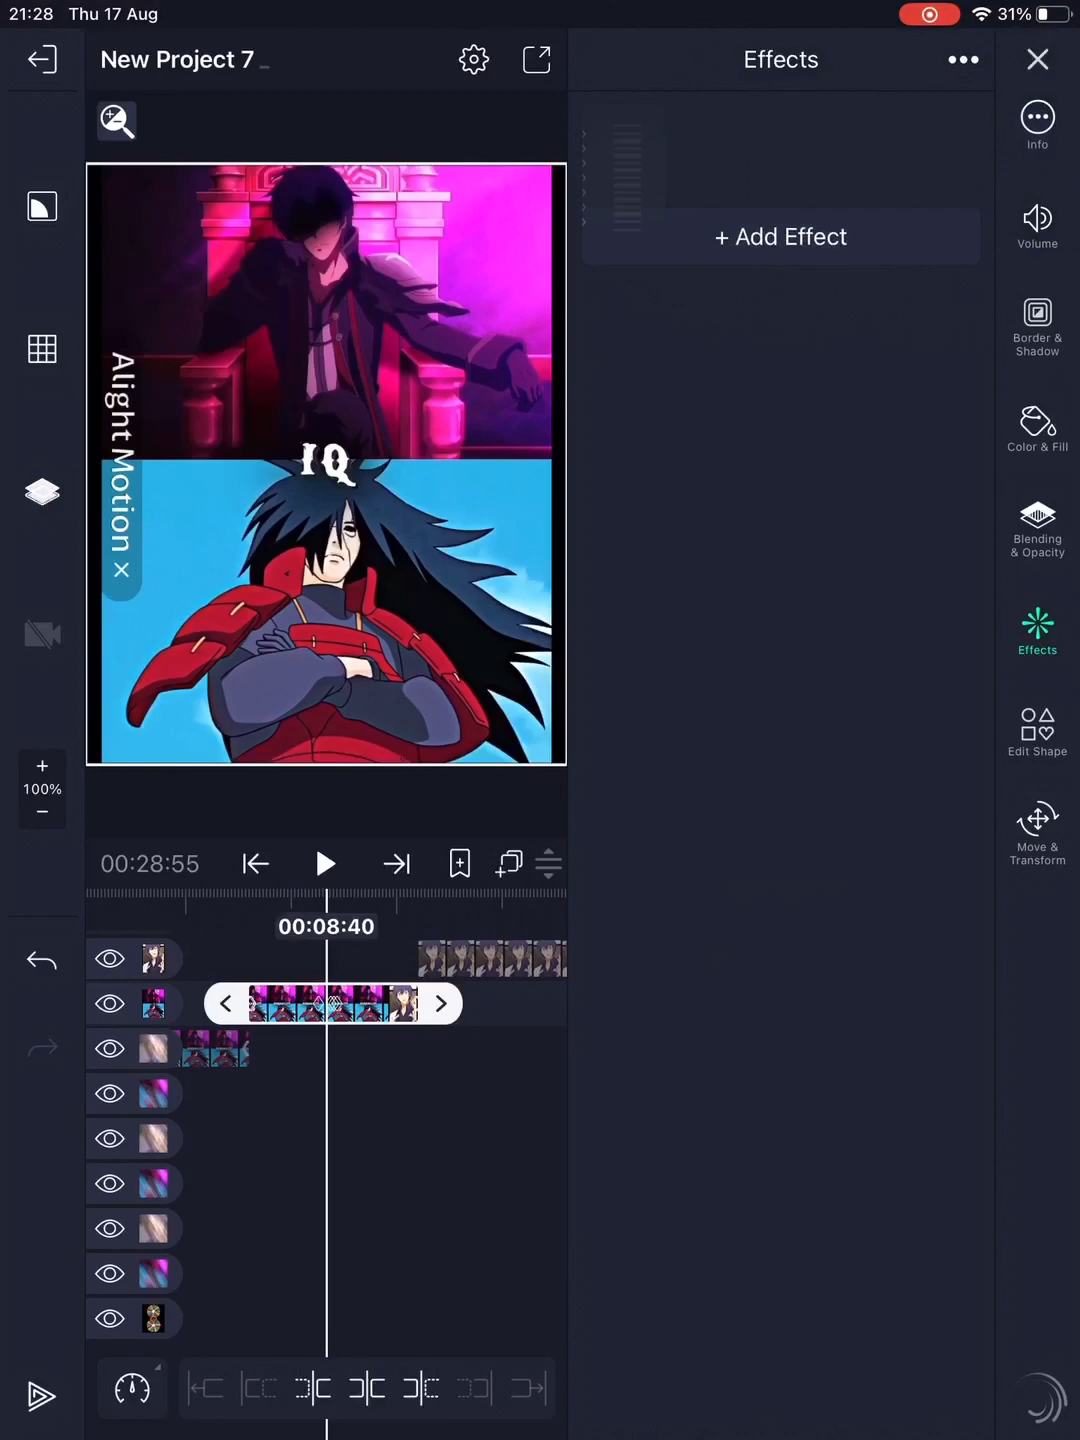 21:28 Thu 17 Aug
31%
New Project 7
Effects
•••
Info
+ Add Effect
Volume
Border &
Shadow
Color & Fill
Blending
& Opacity
Effects
Edit Shape
Move &
Transform
Alight Motion ×
IQ
+
100%
−
00:28:55
00:08:40